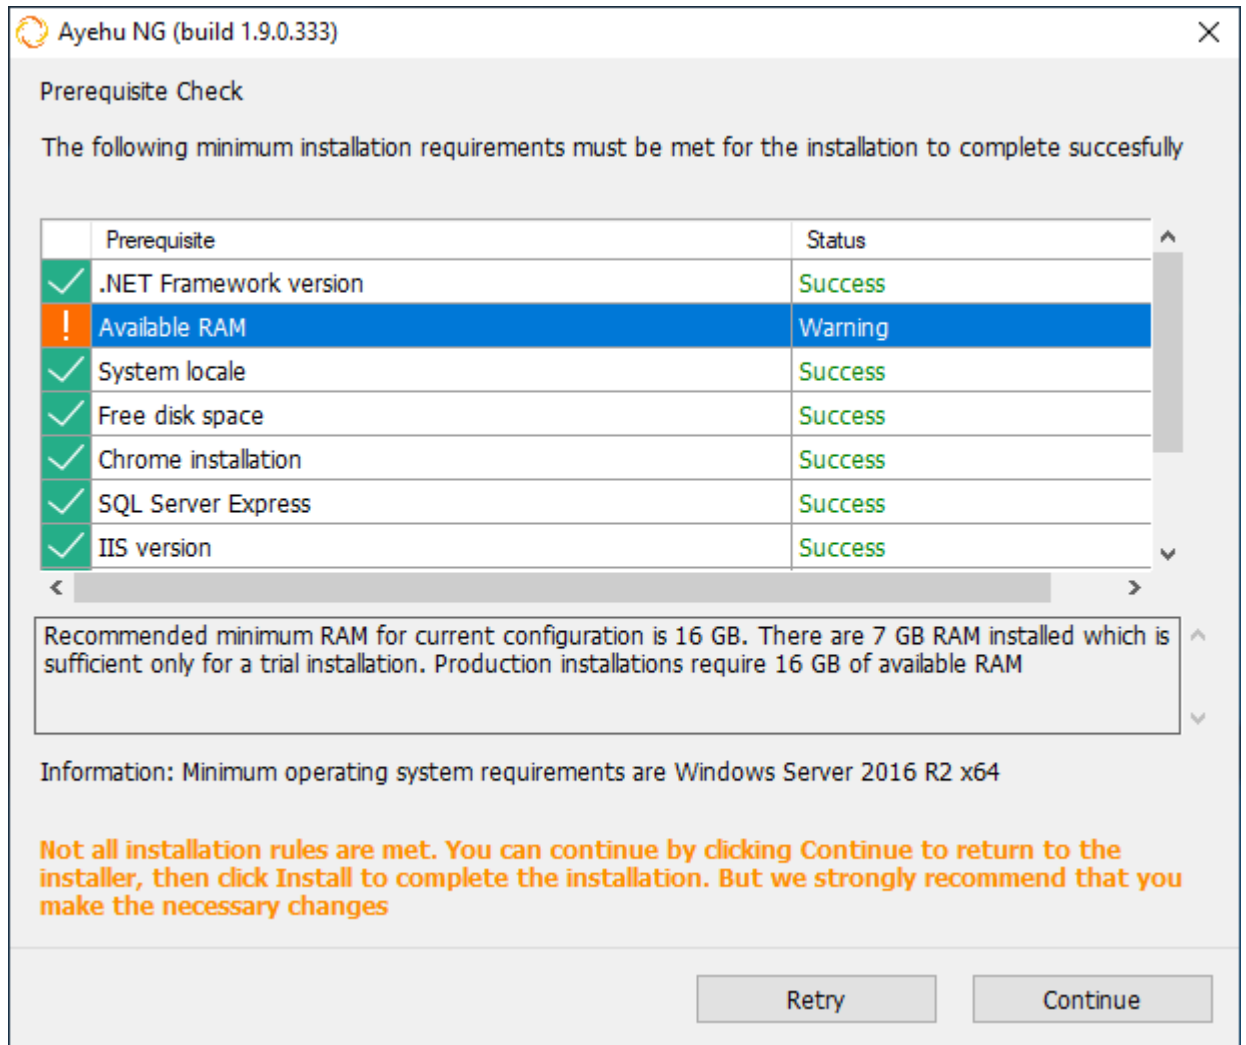 Ayehu NG (build 1.9.0.333)
Prerequisite Check
The following minimum installation requirements must be met for the installation to complete succesfully
Prerequisite Status
.NET Framework version Success
! Available RAM Warning
System locale Success
Free disk space Success
Chrome installation Success
SQL Server Express Success
IIS version Success
Recommended minimum RAM for current configuration is 16 GB. There are 7 GB RAM installed which is
sufficient only for a trial installation. Production installations require 16 GB of available RAM
Information: Minimum operating system requirements are Windows Server 2016 R2 x64
Not all installation rules are met. You can continue by clicking Continue to return to the
installer, then click Install to complete the installation. But we strongly recommend that you
make the necessary changes
Retry Continue